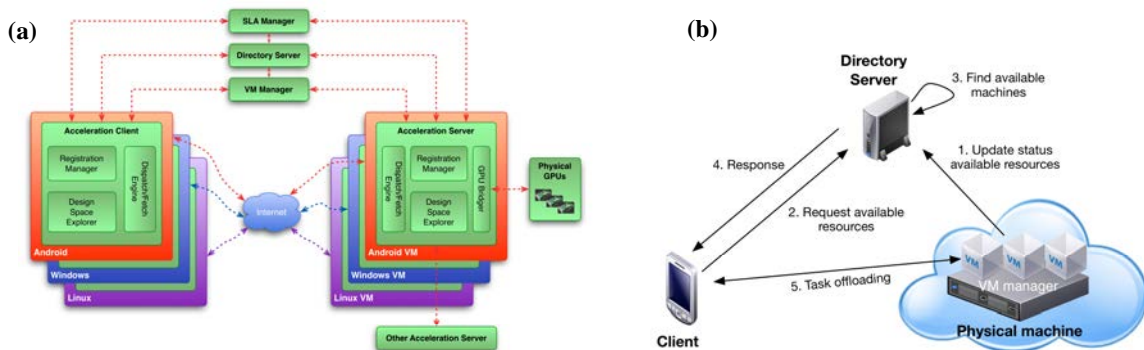 (a)
SLA Manager
Directory Server
VM Manager
Acceleration Client
Registration
Manager
Design
Space
Explorer
Dispatch/Fetch
Engine
Android
Windows
Linux
Internet
Acceleration Server
Dispatch/Fetch
Engine
Registration
Manager
Design
Space
Explorer
GPU Bridger
Android VM
Windows VM
Linux VM
Physical
GPUs
Other Acceleration Server
(b)
Directory
Server
3. Find available
machines
4. Response
1. Update status
available resources
2. Request available
resources
5. Task offloading
VM
VM
VM
VM manager
Physical machine
Client